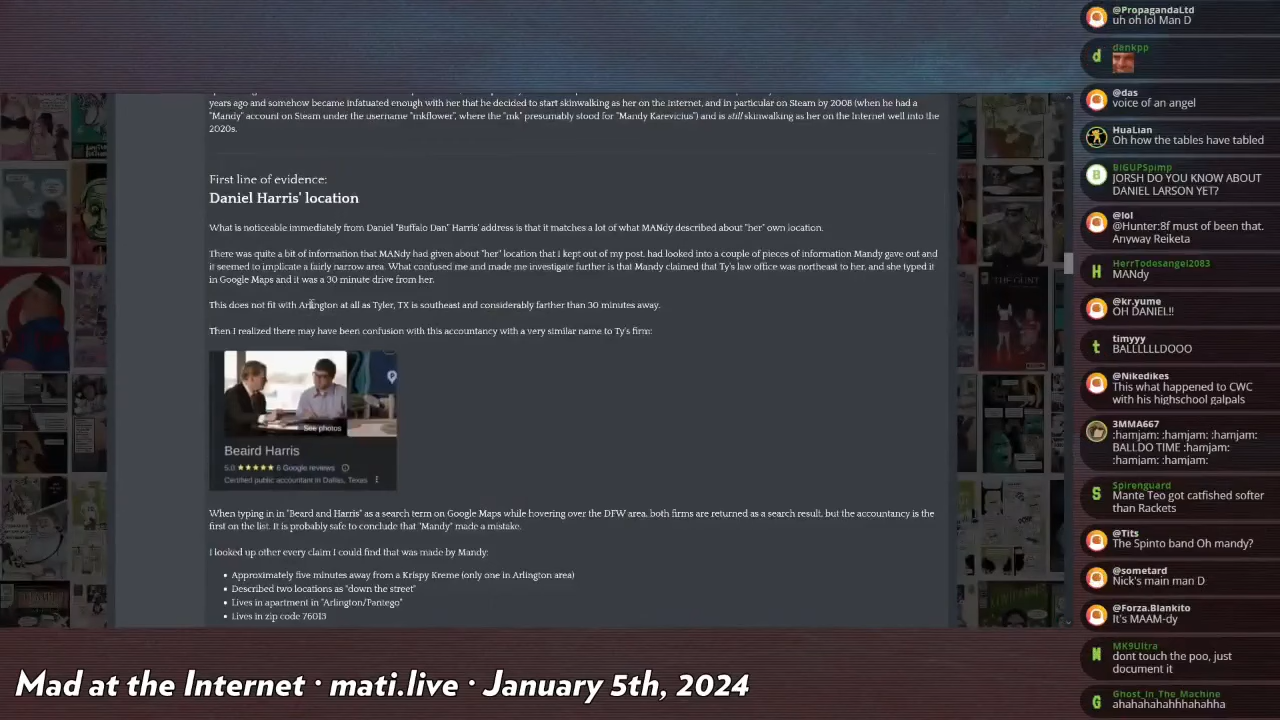 years ago and somehow became infatuated enough with her that he decided to start skinwalking as her on the internet, and in particular on Steam by 2008 (when he had a
"Mandy" account on Steam under the username "mkflower", where the "mk" presumably stood for "Mandy Karevicius") and is still skinwalking as her on the Internet well into the
2020s.
First line of evidence:
Daniel Harris' location
What is noticeable immediately from Daniel "Buffalo Dan" Harris' address is that it matches a lot of what MANdy described about "her" own location.
There was quite a bit of information that MANdy had given about "her" location that I kept out of my post. had looked into a couple of pieces of information Mandy gave out and
it seemed to implicate a fairly narrow area. What confused me and made me investigate further is that Mandy claimed that Ty's law office was northeast to her, and she typed it
in Google Maps and it was a 30 minute drive from her.
This does not fit with Arlington at all as Tyler, TX is southeast and considerably farther than 30 minutes away.
Then I realized there may have been confusion with this accountancy with a very similar name to Ty's firm:
See photos
Beaird Harris
5.0 ★★★★★ 6 Google reviews
Certified public accountant in Dallas, Texas
When typing in in "Beard and Harris" as a search term on Google Maps while hovering over the DFW area, both firms are returned as a search result, but the accountancy is the
first on the list. It is probably safe to conclude that "Mandy" made a mistake.
I looked up other every claim I could find that was made by Mandy:
• Approximately five minutes away from a Krispy Kreme (only one in Arlington area)
• Described two locations as "down the street"
• Lives in apartment in "Arlington/Pantego"
• Lives in zip code 76013
Mad at the Internet · mati.live · January 5th, 2024
@PropagandaLtd
uh oh lol Man D
d
dankpp
@das
voice of an angel
HuaLian
Oh how the tables have tabled
B
BIGUPSpimp
JORSH DO YOU KNOW ABOUT
DANIEL LARSON YET?
@lol
@Hunter:8f must of been that.
Anyway Reiketa
H
HerrTodesangel2083
MANdy
@kr.yume
OH DANIEL!!
t
timyyy
BALLLLLLDOOO
@Nikedikes
This what happened to CWC
with his highschool galpals
3MMA667
:hamjam: :hamjam: :hamjam:
BALLDO TIME :hamjam:
:hamjam: :hamjam:
S
Spirenguard
Mante Teo got catfished softer
than Rackets
@Tits
The Spinto band Oh mandy?
@sometard
Nick's main man D
@Forza.Blankito
It's MAAM-dy
MK9Ultra
dont touch the poo, just
document it
G
Ghost_In_The_Machine
ahahahahahhhahahha